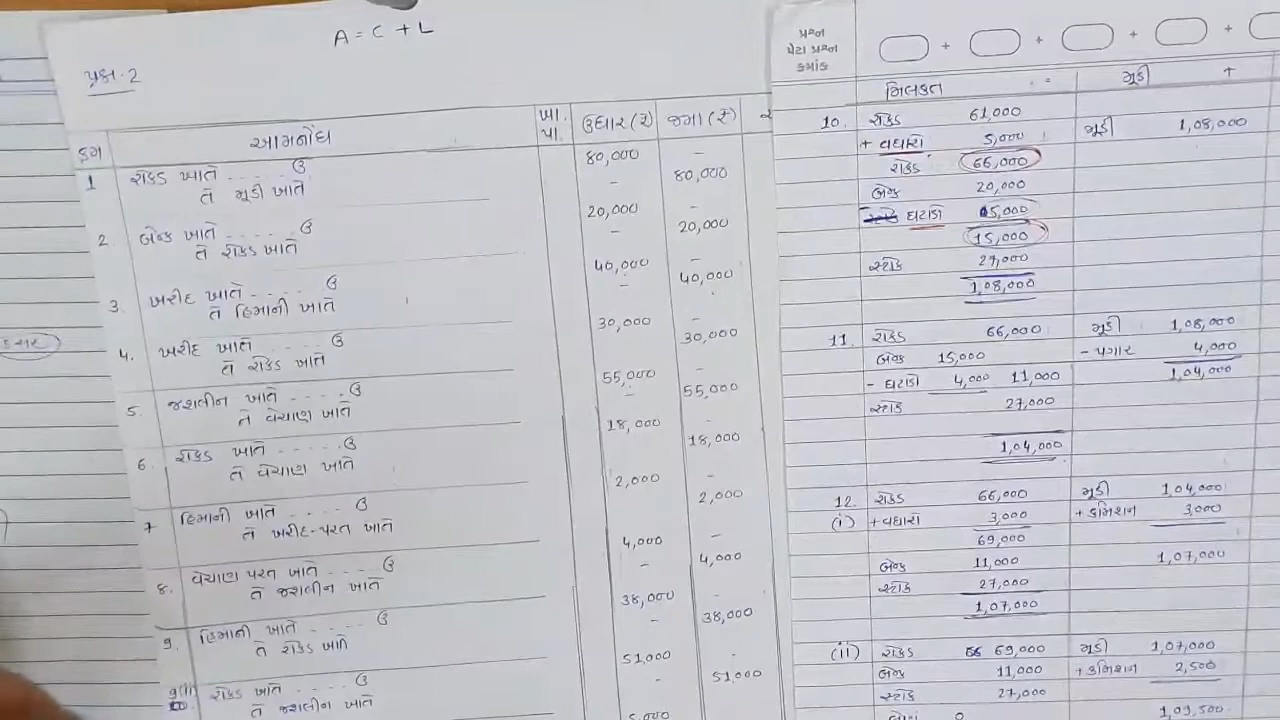 A = C + L
પ્રશ્ન-2
ક્રમ આમનોંધ ખા. પા. ઉધાર(₹) જમા(₹)
1 રોકડ ખાતે ..... ઉ 80,000 –
તે મૂડી ખાતે – 80,000
2. બેન્ક ખાતે ..... ઉ 20,000 –
તે રોકડ ખાતે – 20,000
3. ખરીદ ખાતે ..... ઉ 40,000 –
તે હિમાની ખાતે – 40,000
4. ખરીદ ખાતે ..... ઉ 30,000 –
તે રોકડ ખાતે 30,000
5. જશલીન ખાતે ..... ઉ 55,000 –
તે વેચાણ ખાતે – 55,000
6. રોકડ ખાતે ..... ઉ 18,000
તે વેચાણ ખાતે 18,000
7 હિમાની ખાતે ..... ઉ 2,000 –
તે ખરીદ-પરત ખાતે 2,000
8. વેચાણ પરત ખાતે ..... ઉ 4,000 –
તે જશલીન ખાતે – 4,000
9. હિમાની ખાતે ..... ઉ 38,000 –
તે રોકડ ખાતે – 38,000
રોકડ ખાતે ..... ઉ 51,000 –
તે જશલીન ખાતે – 51,000
5,000
પ્રશ્ન
પેટા પ્રશ્ન
ક્રમાંક
+ + + +
મિલકત = મૂડી +
10. રોકડ 61,000 મૂડી 1,08,000
+ વધારો 5,000
રોકડ 66,000
બેન્ક 20,000
ઘટાડો 5,000
15,000
સ્ટોક 27,000
1,08,000
11. રોકડ 66,000 મૂડી 1,08,000
બેન્ક 15,000 – પગાર 4,000
- ઘટાડો 4,000 11,000 1,04,000
સ્ટોક 27,000
1,04,000
12. રોકડ 66,000 મૂડી 1,04,000
(i) + વધારો 3,000 + કમિશન 3,000
69,000
બેન્ક 11,000 1,07,000
સ્ટોક 27,000
1,07,000
(ii) રોકડ 69,000 મૂડી 1,07,000
બેન્ક 11,000 + કમિશન 2,500
સ્ટોક 27,000
1,09,500